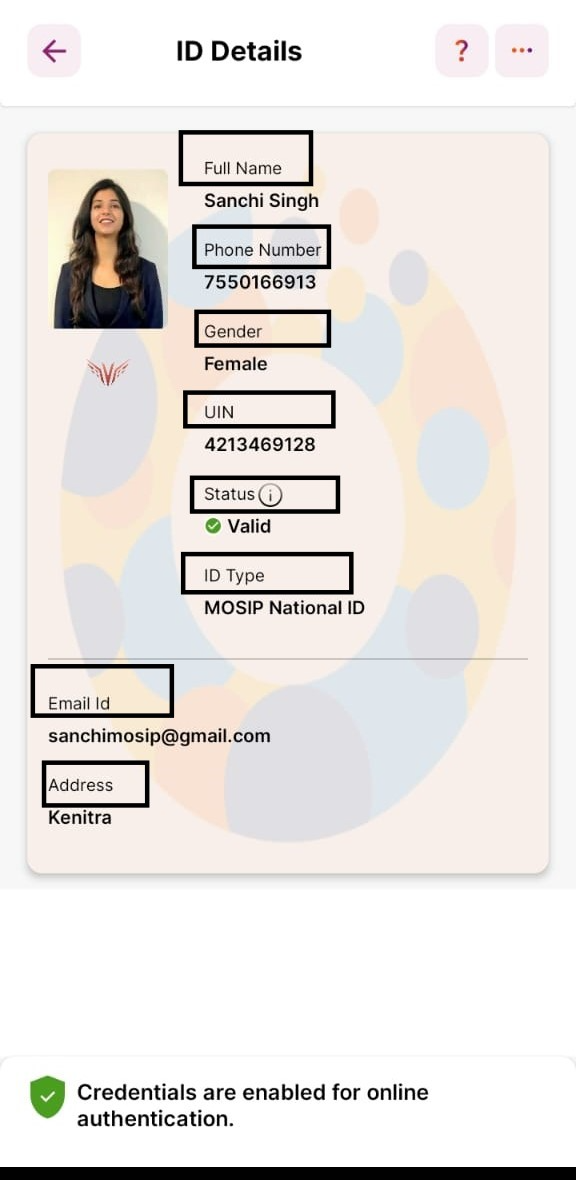 ID Details
?
Full Name
Sanchi Singh
Phone Number
7550166913
Gender
Female
UIN
4213469128
Status i
Valid
ID Type
MOSIP National ID
Email Id
sanchimosip@gmail.com
Address
Kenitra
Credentials are enabled for online
authentication.